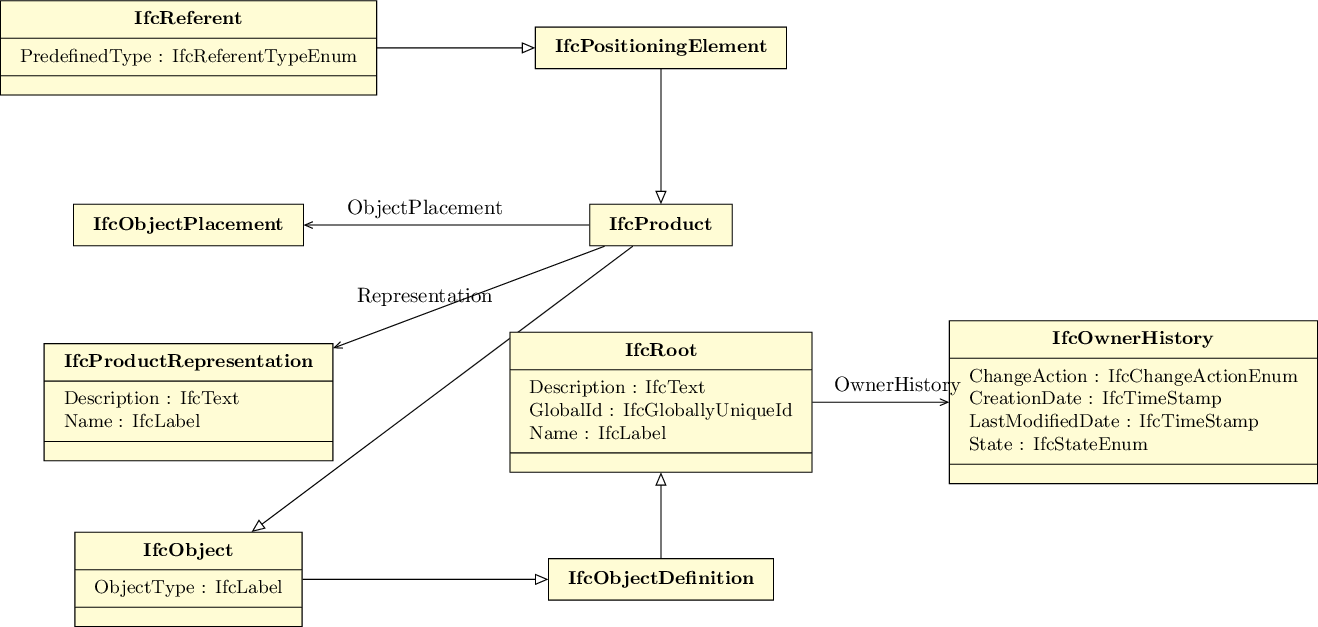 IfcReferent
PredefinedType : IfcReferentTypeEnum
IfcPositioningElement
IfcObjectPlacement
ObjectPlacement
IfcProduct
Representation
IfcProductRepresentation
Description : IfcText
Name : IfcLabel
IfcRoot
Description : IfcText
GlobalId : IfcGloballyUniqueId
Name : IfcLabel
OwnerHistory
IfcOwnerHistory
ChangeAction : IfcChangeActionEnum
CreationDate : IfcTimeStamp
LastModifiedDate : IfcTimeStamp
State : IfcStateEnum
IfcObject
ObjectType : IfcLabel
IfcObjectDefinition